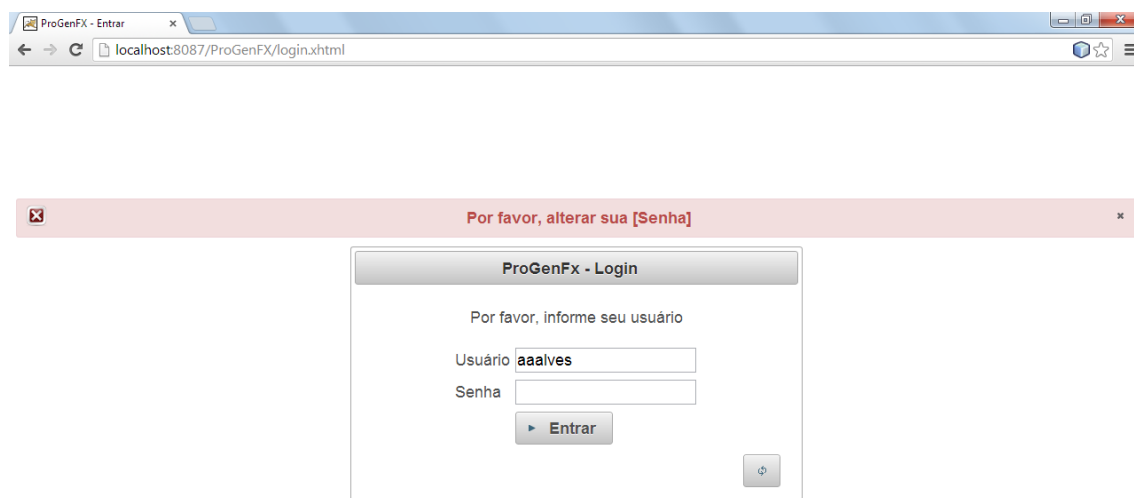 ProGenFX - Entrar
localhost:8087/ProGenFX/login.xhtml
Por favor, alterar sua [Senha]
ProGenFx - Login
Por favor, informe seu usuário
Usuário aaalves
Senha
Entrar